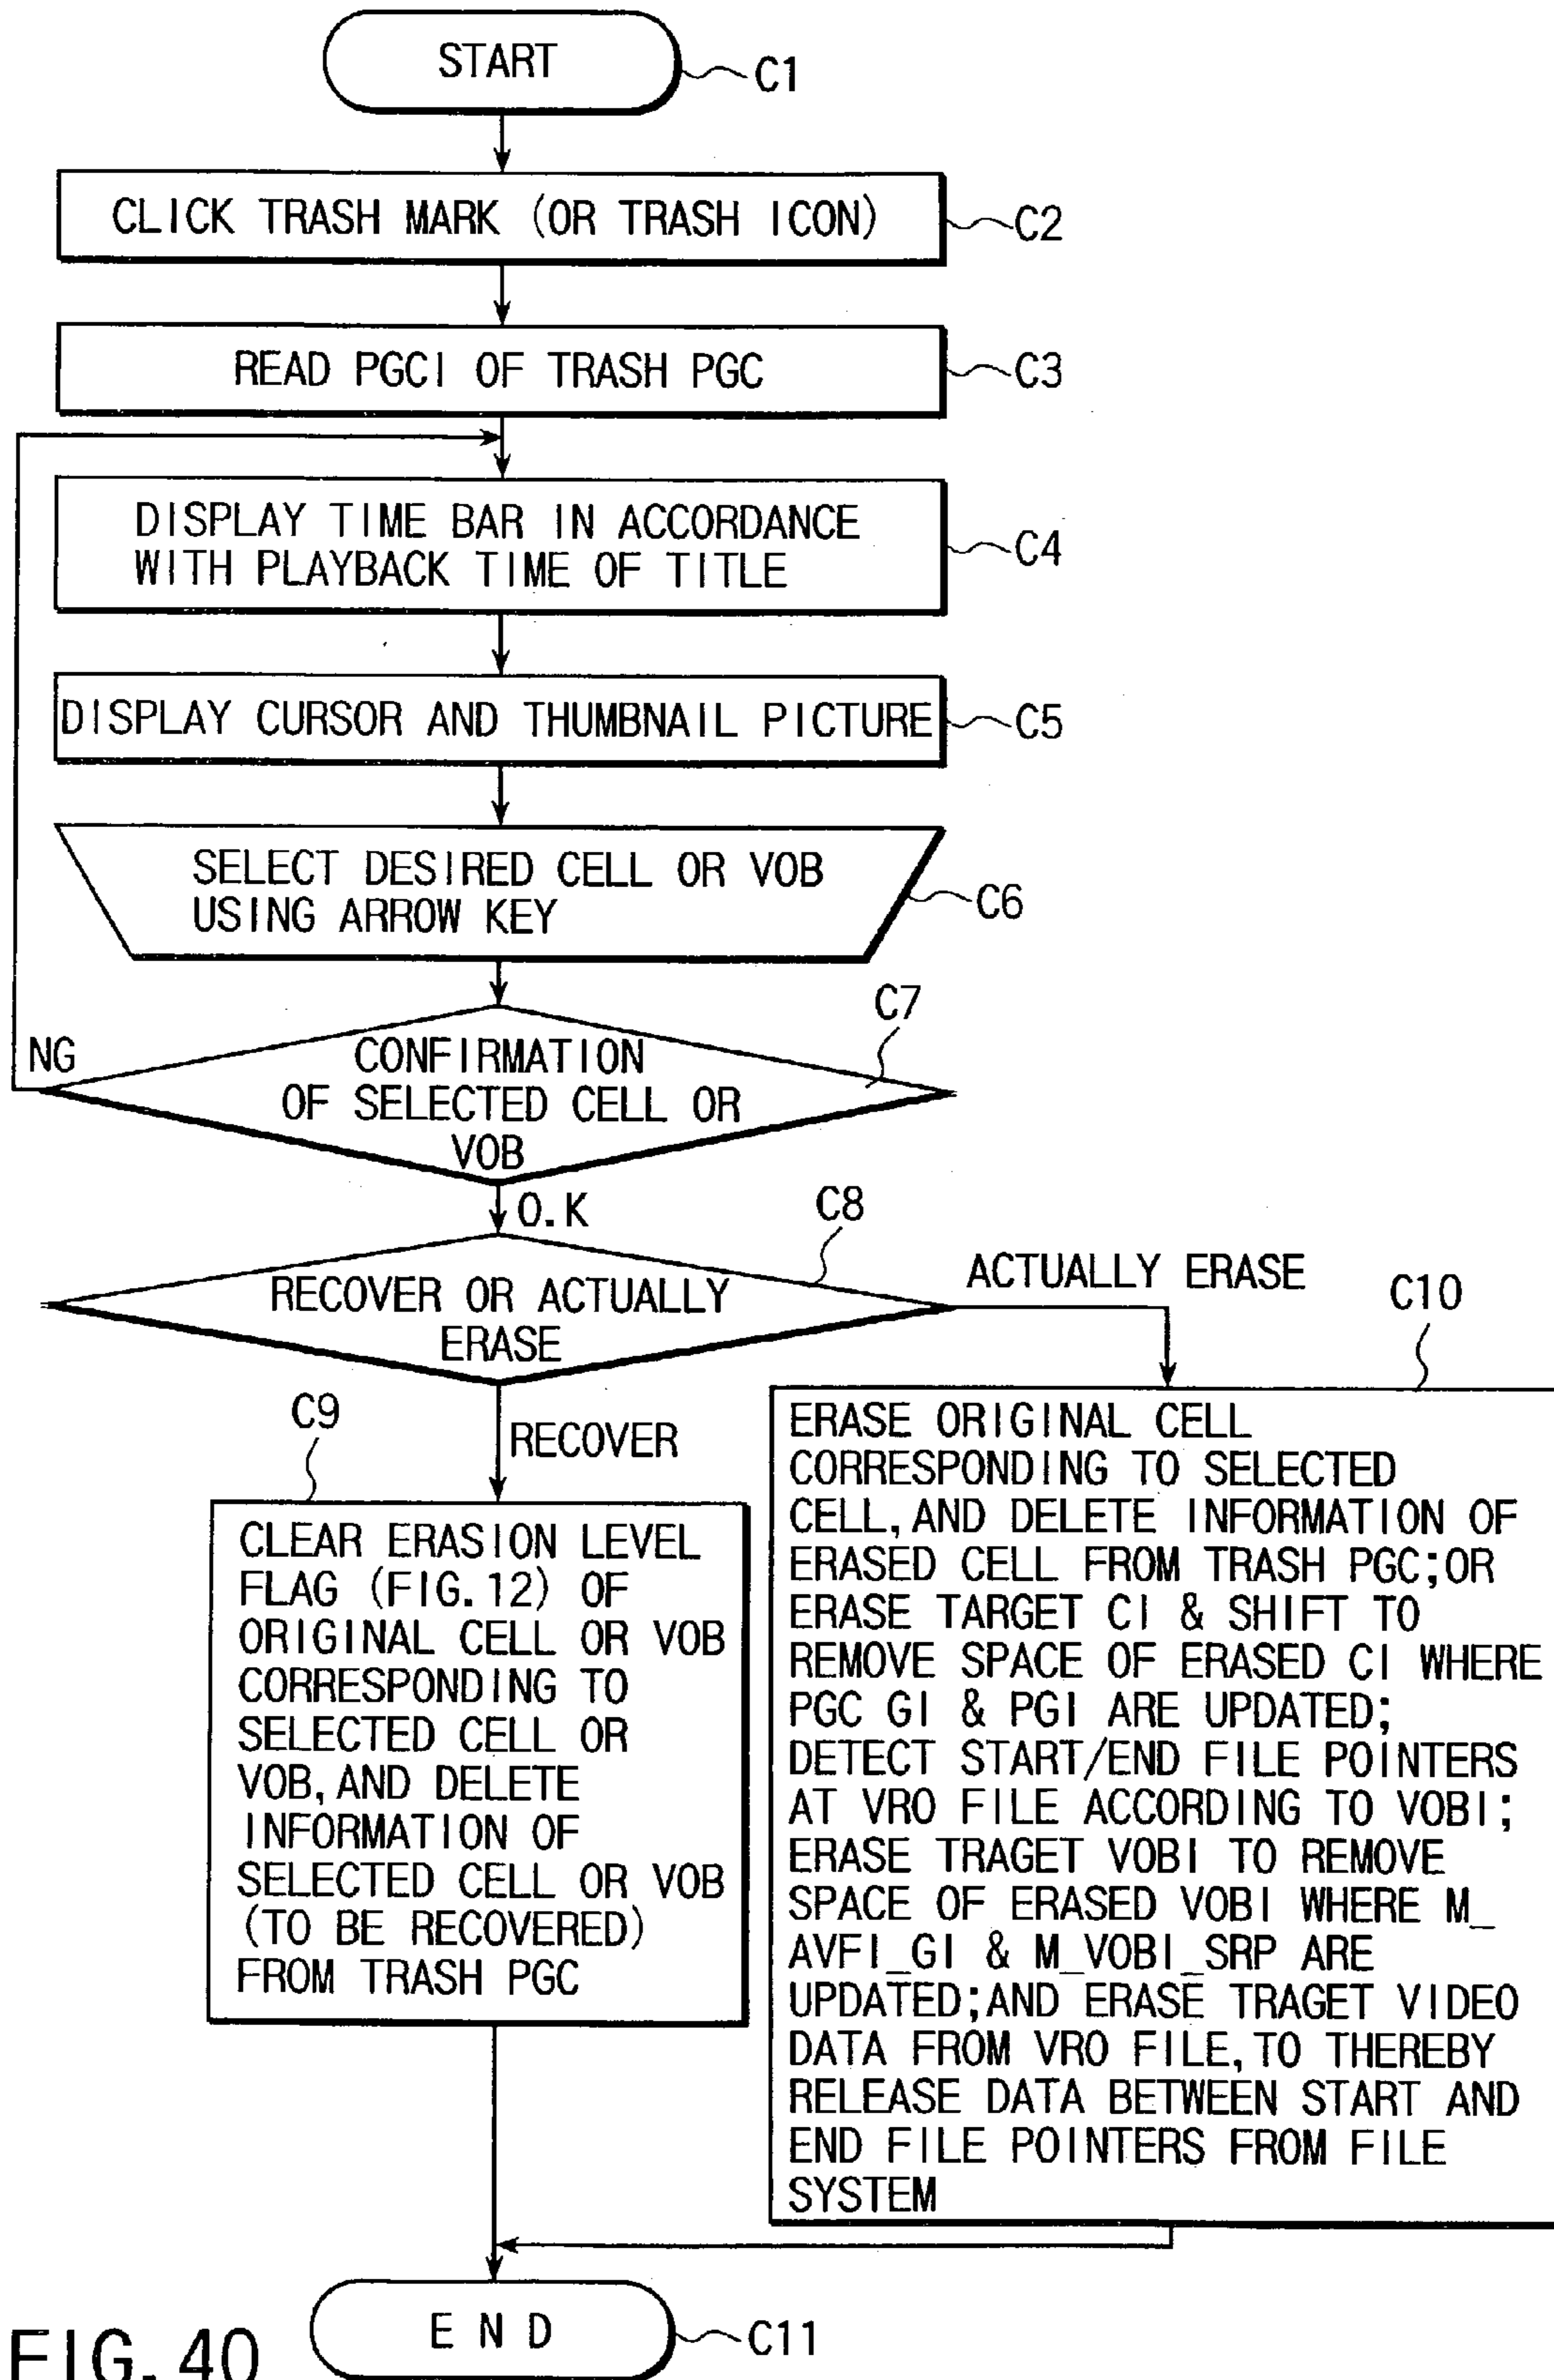 START
C1
CLICK TRASH MARK (OR TRASH ICON)
C2
READ PGCI OF TRASH PGC
C3
DISPLAY TIME BAR IN ACCORDANCE
WITH PLAYBACK TIME OF TITLE
C4
DISPLAY CURSOR AND THUMBNAIL PICTURE
C5
SELECT DESIRED CELL OR VOB
USING ARROW KEY
C6
C7
NG
CONFIRMATION
OF SELECTED CELL OR
VOB
O.K
C8
RECOVER OR ACTUALLY
ERASE
ACTUALLY ERASE
C10
C9
RECOVER
CLEAR ERASION LEVEL
FLAG (FIG.12) OF
ORIGINAL CELL OR VOB
CORRESPONDING TO
SELECTED CELL OR
VOB, AND DELETE
INFORMATION OF
SELECTED CELL OR VOB
(TO BE RECOVERED)
FROM TRASH PGC
ERASE ORIGINAL CELL
CORRESPONDING TO SELECTED
CELL, AND DELETE INFORMATION OF
ERASED CELL FROM TRASH PGC;OR
ERASE TARGET CI & SHIFT TO
REMOVE SPACE OF ERASED CI WHERE
PGC GI & PGI ARE UPDATED;
DETECT START/END FILE POINTERS
AT VRO FILE ACCORDING TO VOBI;
ERASE TRAGET VOBI TO REMOVE
SPACE OF ERASED VOBI WHERE M_
AVFI_GI & M_VOBI_SRP ARE
UPDATED;AND ERASE TRAGET VIDEO
DATA FROM VRO FILE, TO THEREBY
RELEASE DATA BETWEEN START AND
END FILE POINTERS FROM FILE
SYSTEM
END
C11
FIG. 40